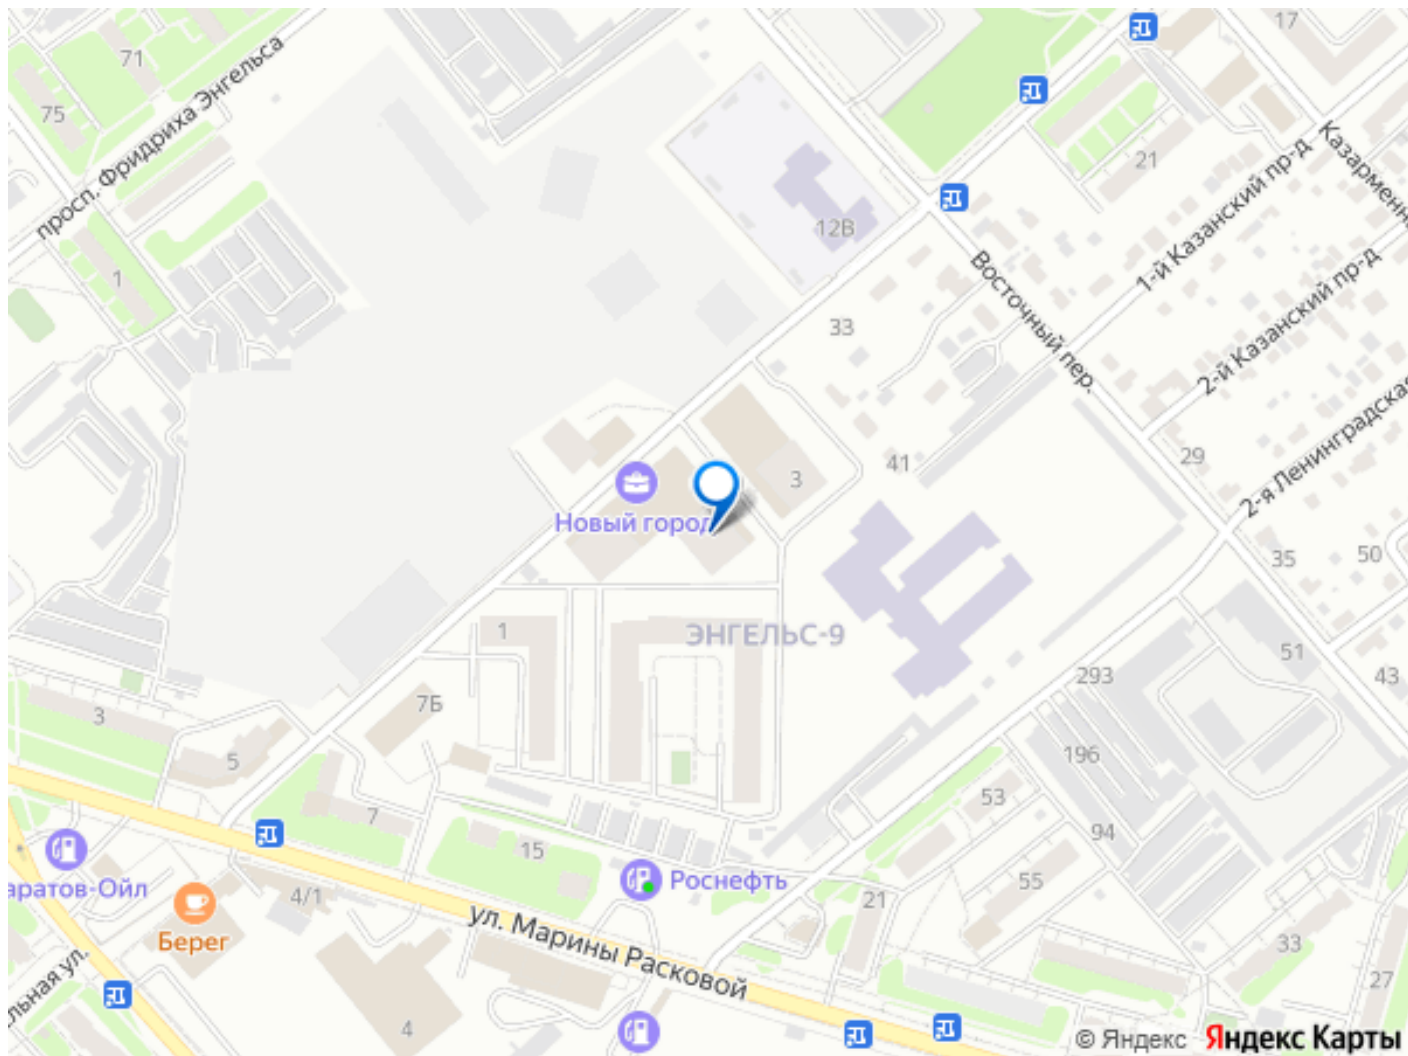 17
71
75
просп. Фридриха Энгельса
Казарменн
21
1-й Казанский пр-д
12В
Восточный пер.
2-й Казанский пр-д
1
33
2-я Ленинградская
29
41
3
Новый город
35
50
1
ЭНГЕЛЬС-9
51
293
43
7Б
3
5
196
53
7
94
15
Роснефть
аратов-Ойл
55
21
4/1
ул. Марины Расковой
Берег
33
льная ул.
27
4
© Яндекс Яндекс Карты